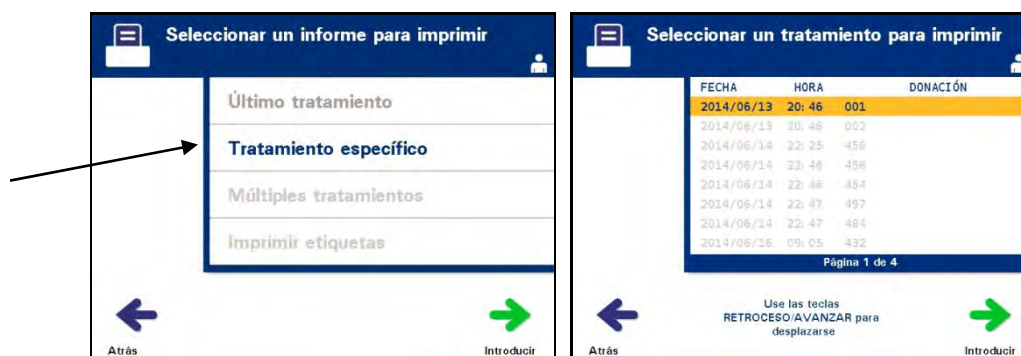 Seleccionar un informe para imprimir
Último tratamiento
Tratamiento específico
Múltiples tratamientos
Imprimir etiquetas
Atrás
Introducir
Seleccionar un tratamiento para imprimir
FECHA HORA DONACIÓN
2014/06/13 20:46 001
2014/06/13 20:46 002
2014/06/14 22:25 456
2014/06/14 22:46 456
2014/06/14 22:46 454
2014/06/14 22:47 497
2014/06/14 22:47 484
2014/06/16 09:05 432
Página 1 de 4
Use las teclas
RETROCESO/AVANZAR para
desplazarse
Atrás
Introducir